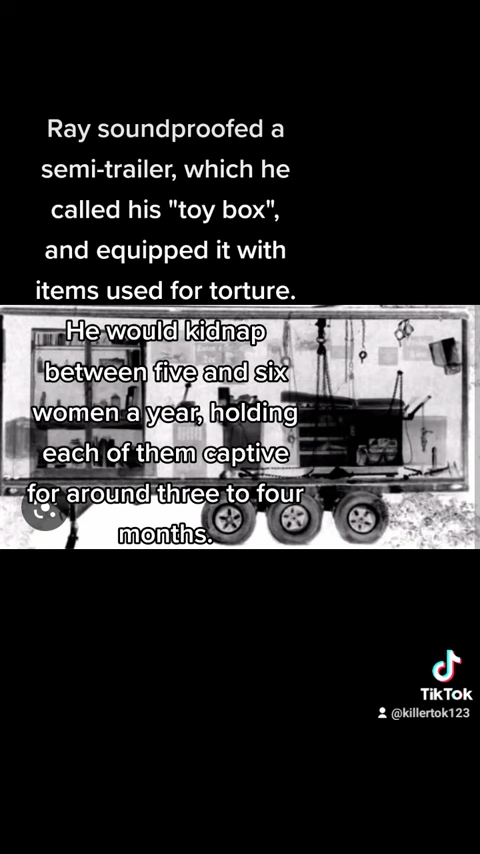 Ray soundproofed a
semi-trailer, which he
called his "toy box",
and equipped it with
items used for torture.
He would kidnap
between five and six
women a year, holding
each of them captive
for around three to four
months.
TikTok
@killertok123